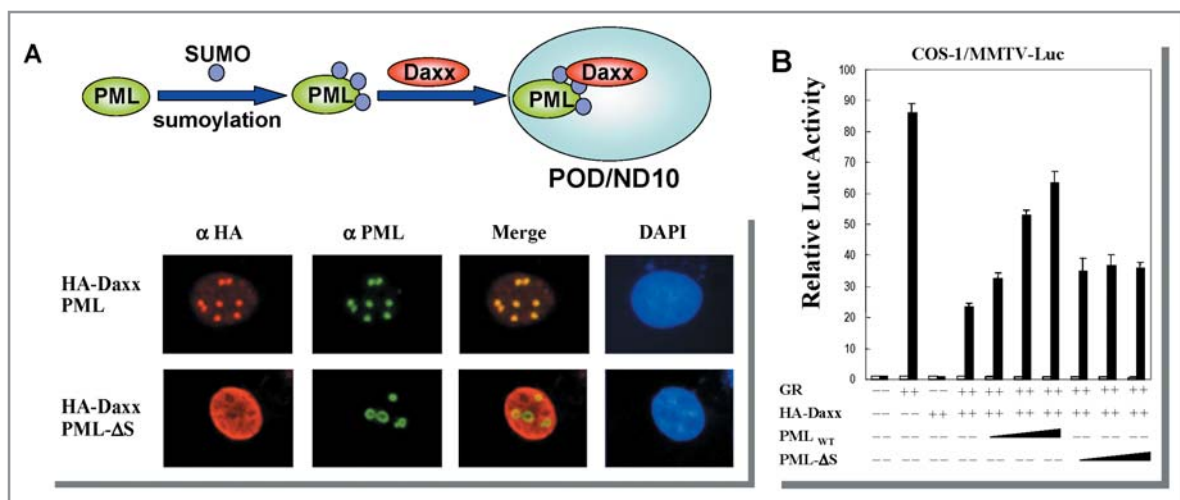 A
SUMO
PML
sumoylation
PML
Daxx
PML
Daxx
POD/ND10
α HA
α PML
Merge
DAPI
HA-Daxx
PML
HA-Daxx
PML-ΔS
B
COS-1/MMTV-Luc
Relative Luc Activity
100
90
80
70
60
50
40
30
20
10
0
GR -- ++ -- ++ ++ ++ ++ ++ ++ ++
HA-Daxx -- -- ++ ++ ++ ++ ++ ++ ++ ++
PML WT -- -- -- -- -- -- --
PML-ΔS -- -- -- -- -- -- --